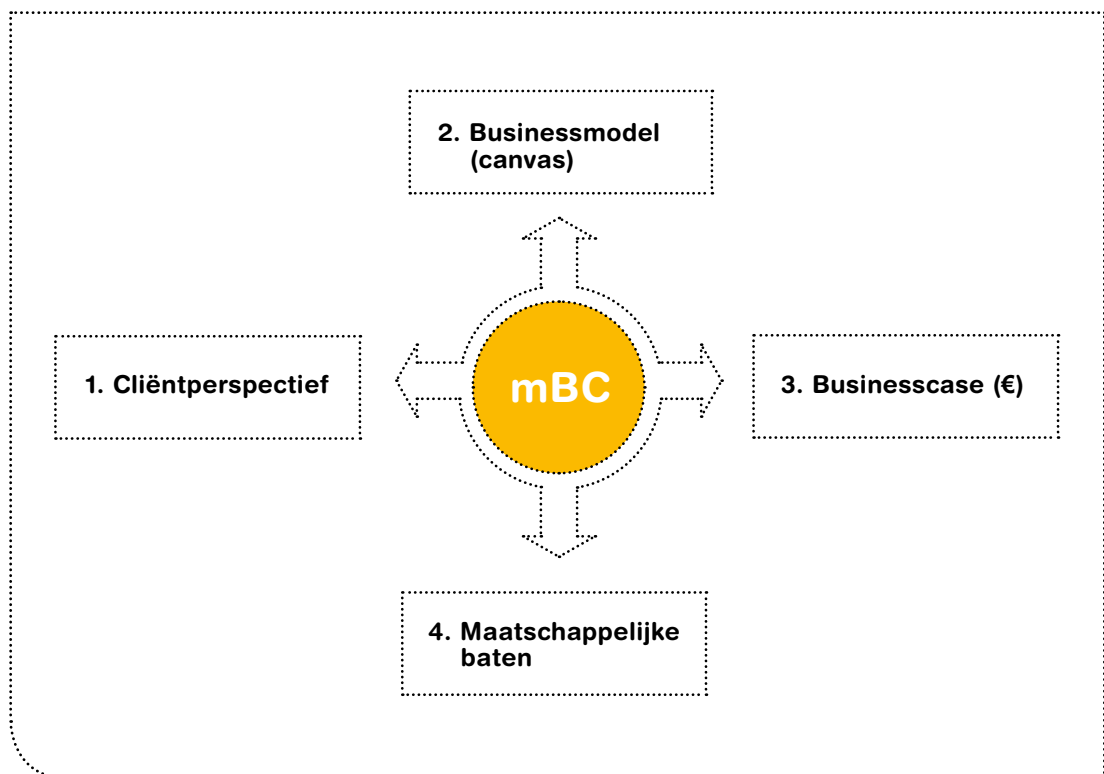 2. Businessmodel
(canvas)
1. Cliëntperspectief
mBC
3. Businesscase (€)
4. Maatschappelijke
baten